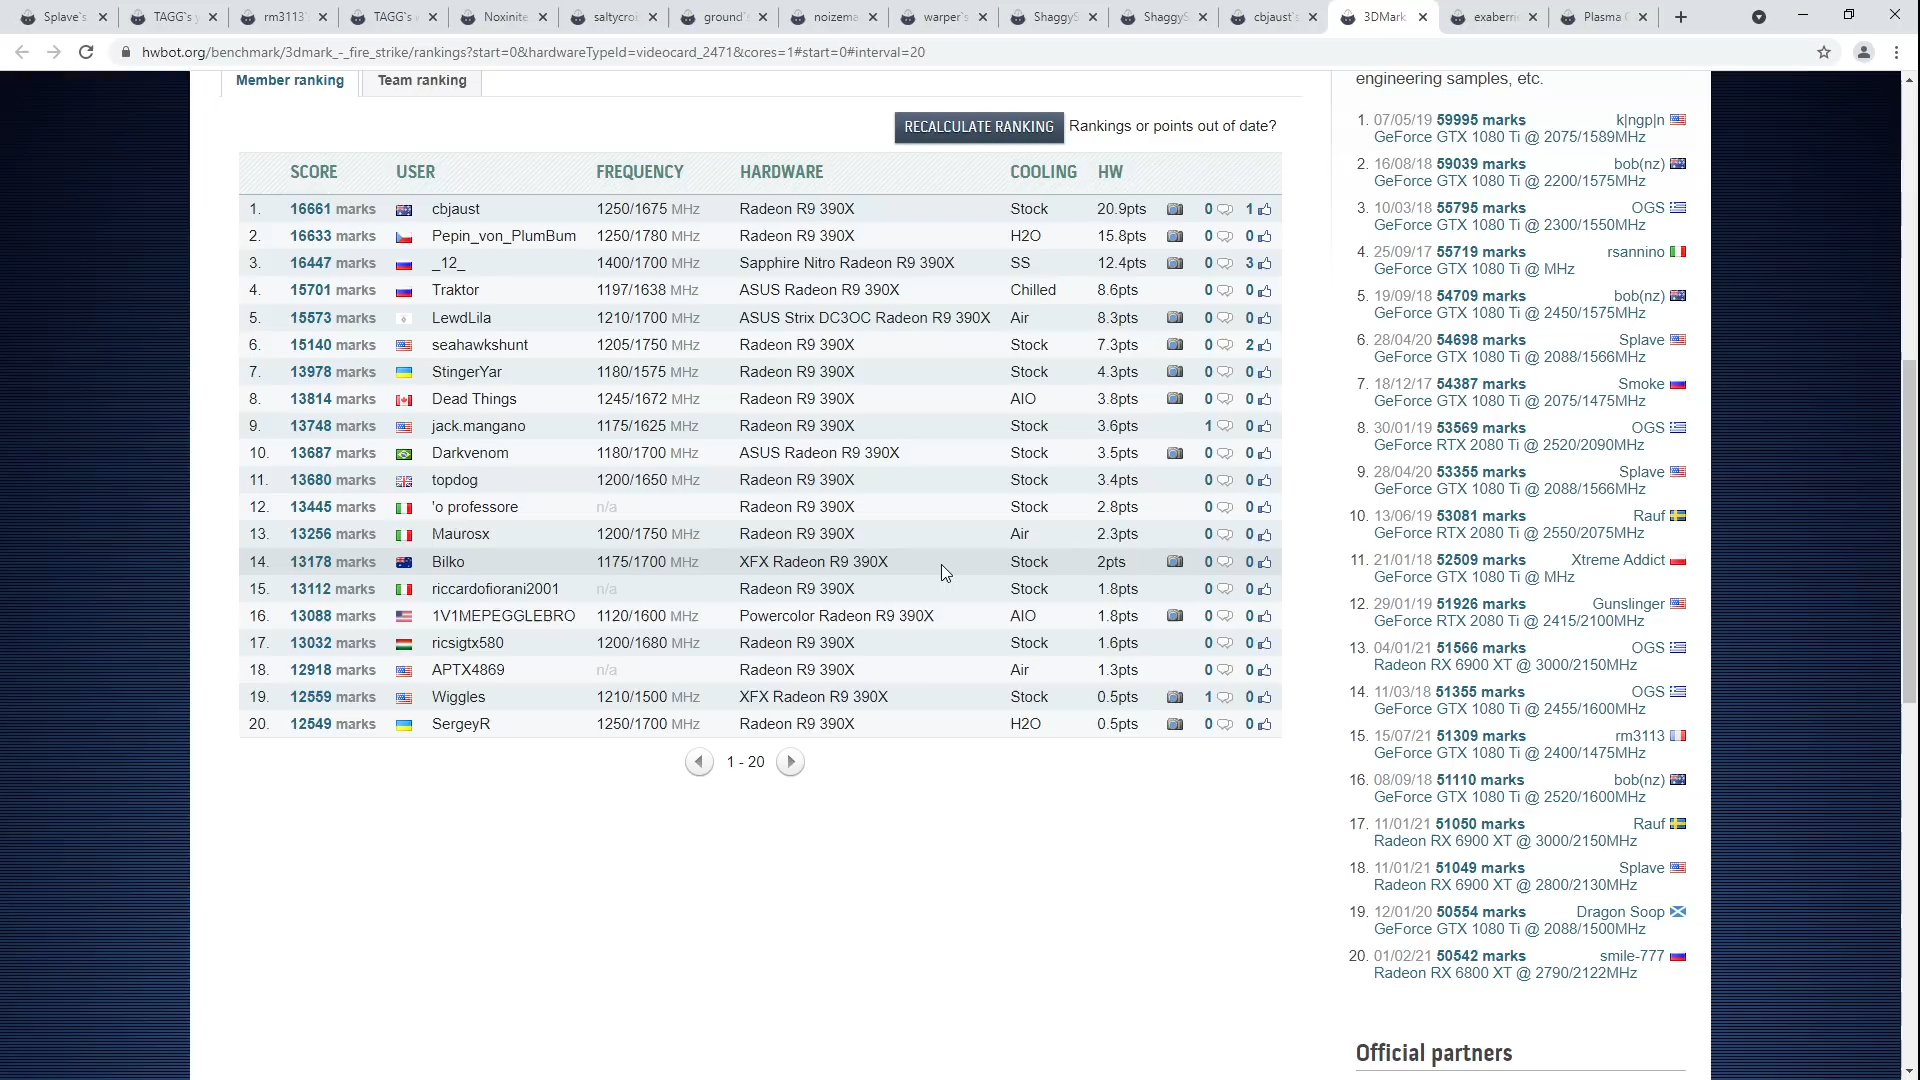 Splave`s
TAGG`s y
rm3113`
TAGG`s
Noxinite
saltycroi
ground`
noizema
warper`s
ShaggyS
ShaggyS
cbjaust`s
3DMark
exaberri
Plasma
hwbot.org/benchmark/3dmark_-_fire_strike/rankings?start=0&hardwareTypeId=videocard_2471&cores=1#start=0#interval=20
Member ranking
Team ranking
RECALCULATE RANKING Rankings or points out of date?
SCORE USER FREQUENCY HARDWARE COOLING HW
1. 16661 marks cbjaust 1250/1675 MHz Radeon R9 390X Stock 20.9pts 0 1
2. 16633 marks Pepin_von_PlumBum 1250/1780 MHz Radeon R9 390X H2O 15.8pts 0 0
3. 16447 marks _12_ 1400/1700 MHz Sapphire Nitro Radeon R9 390X SS 12.4pts 0 3
4. 15701 marks Traktor 1197/1638 MHz ASUS Radeon R9 390X Chilled 8.6pts 0 0
5. 15573 marks LewdLila 1210/1700 MHz ASUS Strix DC3OC Radeon R9 390X Air 8.3pts 0 0
6. 15140 marks seahawkshunt 1205/1750 MHz Radeon R9 390X Stock 7.3pts 0 2
7. 13978 marks StingerYar 1180/1575 MHz Radeon R9 390X Stock 4.3pts 0 0
8. 13814 marks Dead Things 1245/1672 MHz Radeon R9 390X AIO 3.8pts 0 0
9. 13748 marks jack.mangano 1175/1625 MHz Radeon R9 390X Stock 3.6pts 1 0
10. 13687 marks Darkvenom 1180/1700 MHz ASUS Radeon R9 390X Stock 3.5pts 0 0
11. 13680 marks topdog 1200/1650 MHz Radeon R9 390X Stock 3.4pts 0 0
12. 13445 marks 'o professore n/a Radeon R9 390X Stock 2.8pts 0 0
13. 13256 marks Maurosx 1200/1750 MHz Radeon R9 390X Air 2.3pts 0 0
14. 13178 marks Bilko 1175/1700 MHz XFX Radeon R9 390X Stock 2pts 0 0
15. 13112 marks riccardofiorani2001 n/a Radeon R9 390X Stock 1.8pts 0 0
16. 13088 marks 1V1MEPEGGLEBRO 1120/1600 MHz Powercolor Radeon R9 390X AIO 1.8pts 0 0
17. 13032 marks ricsigtx580 1200/1680 MHz Radeon R9 390X Stock 1.6pts 0 0
18. 12918 marks APTX4869 n/a Radeon R9 390X Air 1.3pts 0 0
19. 12559 marks Wiggles 1210/1500 MHz XFX Radeon R9 390X Stock 0.5pts 1 0
20. 12549 marks SergeyR 1250/1700 MHz Radeon R9 390X H2O 0.5pts 0 0
1 - 20
engineering samples, etc.
1. 07/05/19 59995 marks k|ngp|n
GeForce GTX 1080 Ti @ 2075/1589MHz
2. 16/08/18 59039 marks bob(nz)
GeForce GTX 1080 Ti @ 2200/1575MHz
3. 10/03/18 55795 marks OGS
GeForce GTX 1080 Ti @ 2300/1550MHz
4. 25/09/17 55719 marks rsannino
GeForce GTX 1080 Ti @ MHz
5. 19/09/18 54709 marks bob(nz)
GeForce GTX 1080 Ti @ 2450/1575MHz
6. 28/04/20 54698 marks Splave
GeForce GTX 1080 Ti @ 2088/1566MHz
7. 18/12/17 54387 marks Smoke
GeForce GTX 1080 Ti @ 2075/1475MHz
8. 30/01/19 53569 marks OGS
GeForce RTX 2080 Ti @ 2520/2090MHz
9. 28/04/20 53355 marks Splave
GeForce GTX 1080 Ti @ 2088/1566MHz
10. 13/06/19 53081 marks Rauf
GeForce RTX 2080 Ti @ 2550/2075MHz
11. 21/01/18 52509 marks Xtreme Addict
GeForce GTX 1080 Ti @ MHz
12. 29/01/19 51926 marks Gunslinger
GeForce RTX 2080 Ti @ 2415/2100MHz
13. 04/01/21 51566 marks OGS
Radeon RX 6900 XT @ 3000/2150MHz
14. 11/03/18 51355 marks OGS
GeForce GTX 1080 Ti @ 2455/1600MHz
15. 15/07/21 51309 marks rm3113
GeForce GTX 1080 Ti @ 2400/1475MHz
16. 08/09/18 51110 marks bob(nz)
GeForce GTX 1080 Ti @ 2520/1600MHz
17. 11/01/21 51050 marks Rauf
Radeon RX 6900 XT @ 3000/2150MHz
18. 11/01/21 51049 marks Splave
Radeon RX 6900 XT @ 2800/2130MHz
19. 12/01/20 50554 marks Dragon Soop
GeForce GTX 1080 Ti @ 2088/1500MHz
20. 01/02/21 50542 marks smile-777
Radeon RX 6800 XT @ 2790/2122MHz
Official partners